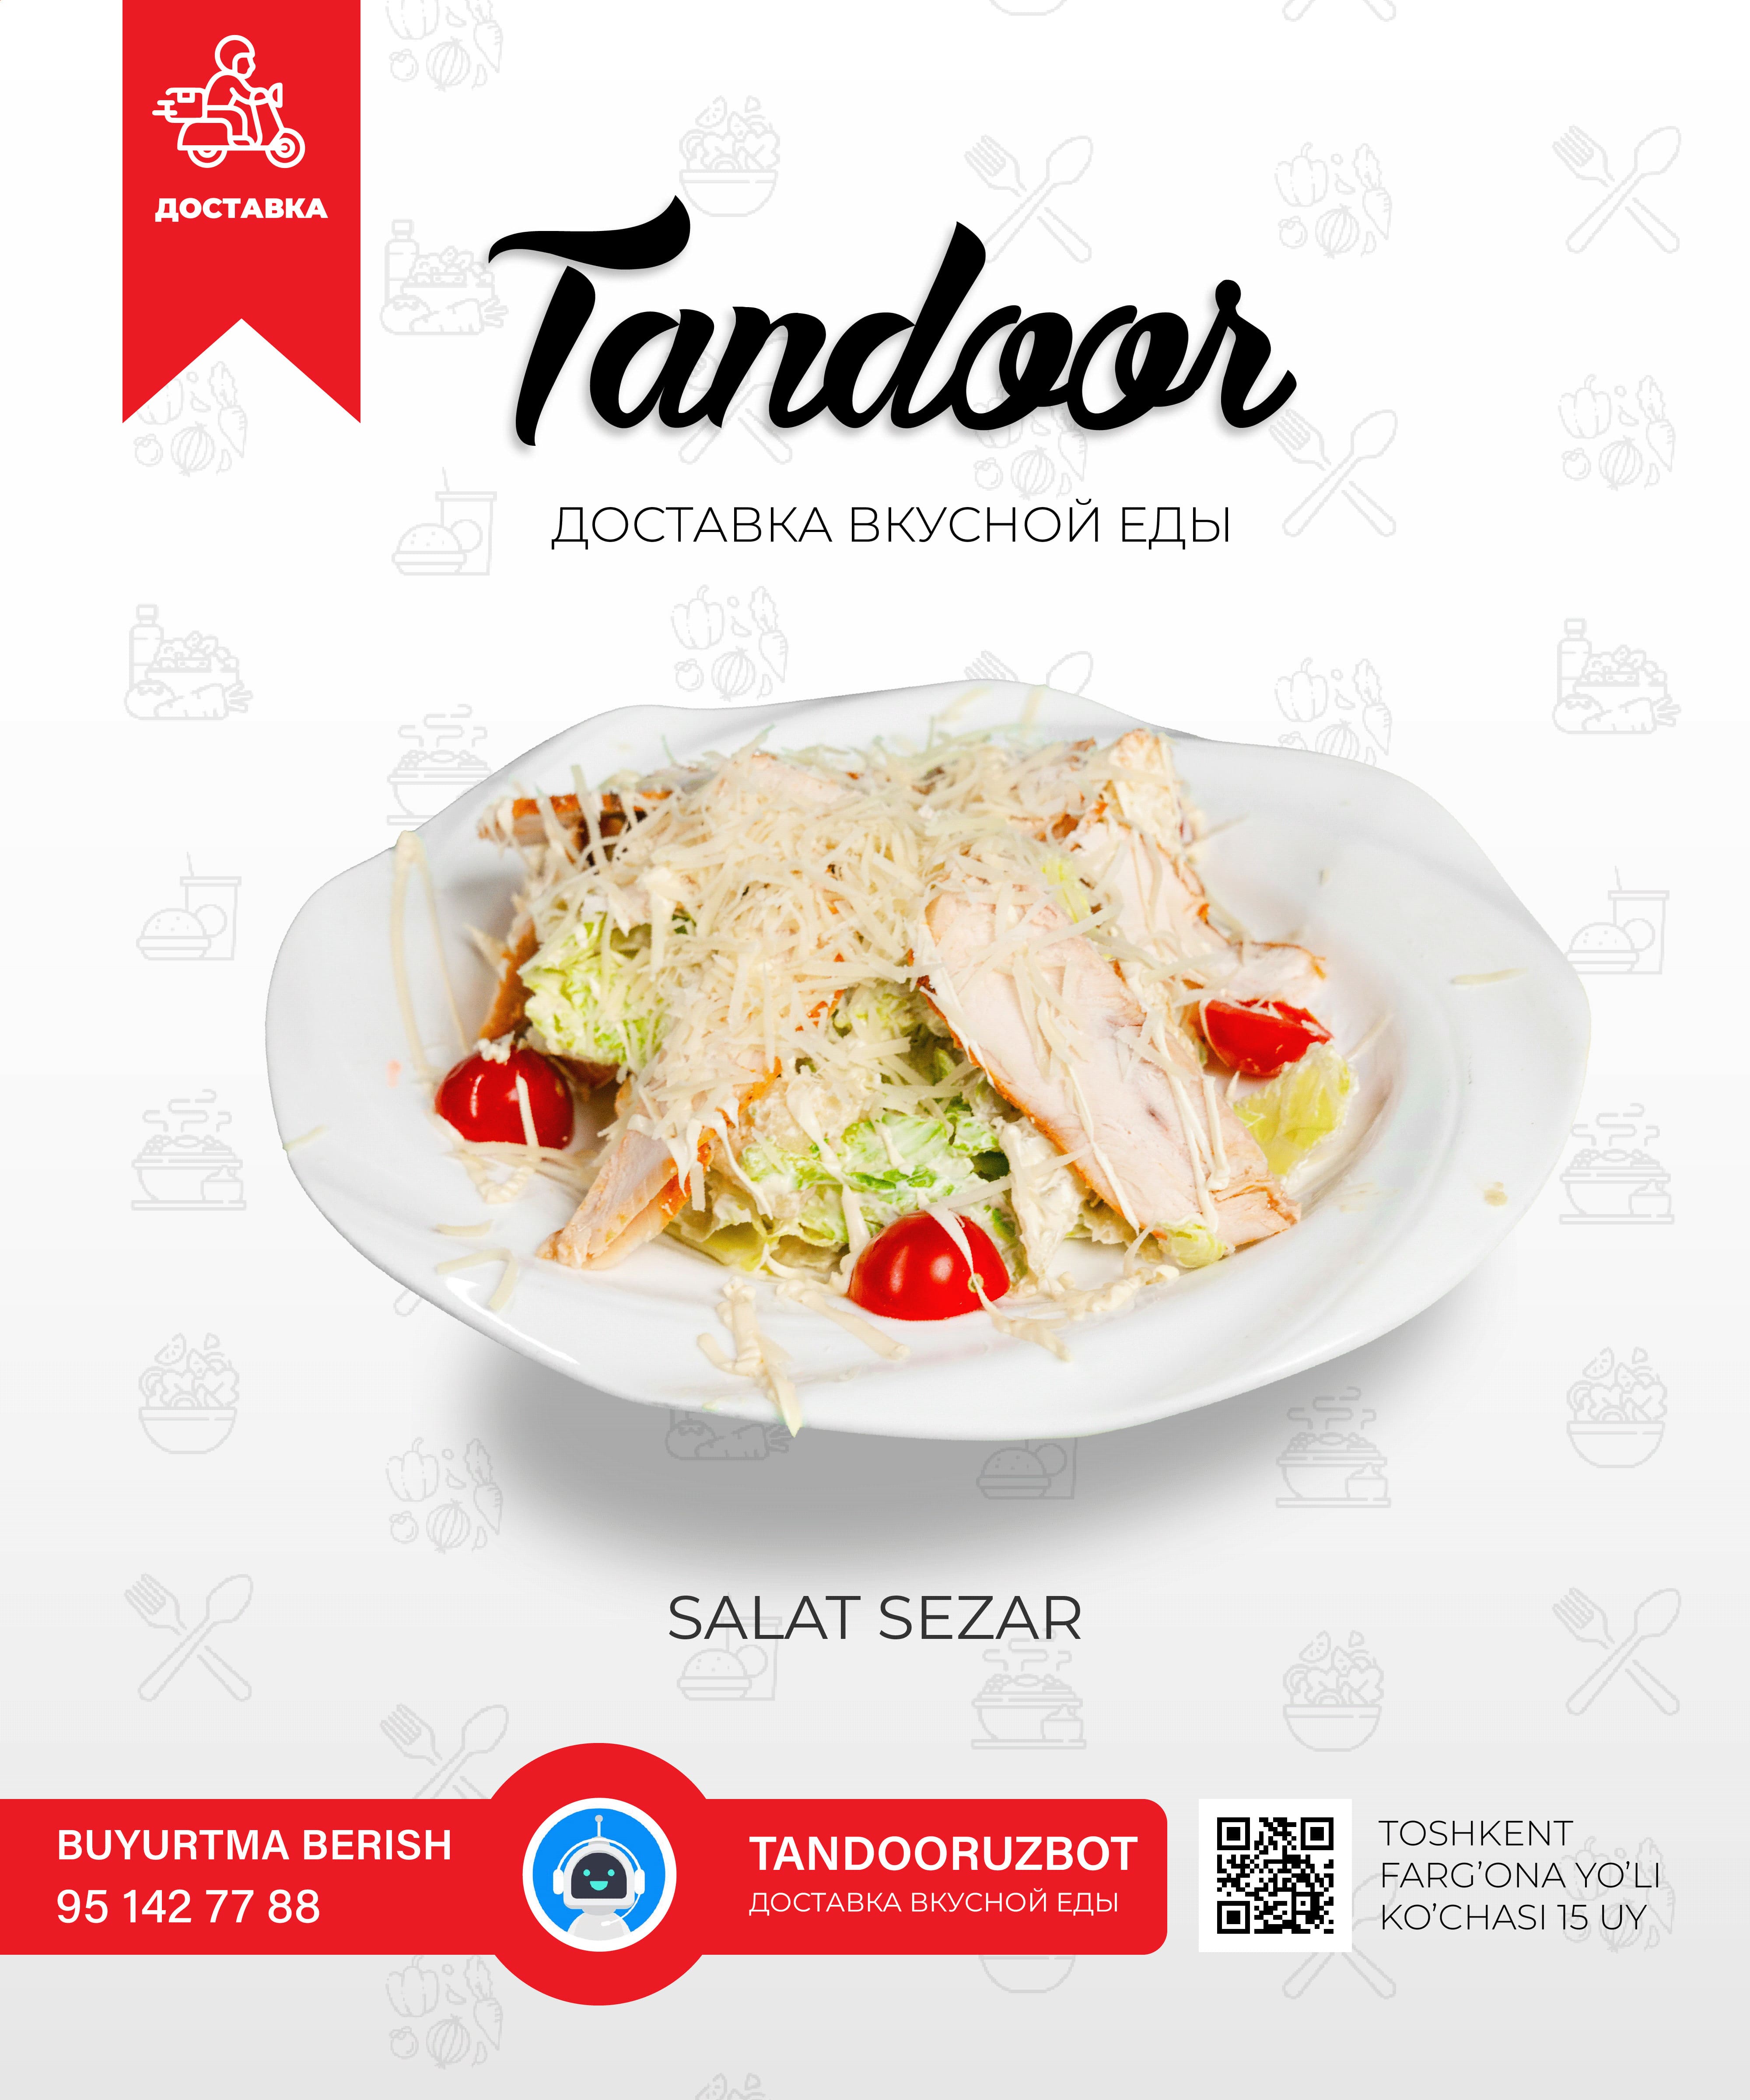 ДОСТАВКА
Tandoor
ДОСТАВКА ВКУСНОЙ ЕДЫ
SALAT SEZAR
BUYURTMA BERISH
95 142 77 88
TANDOORUZBOT
ДОСТАВКА ВКУСНОЙ ЕДЫ
TOSHKENT
FARG’ONA YO’LI
KO’CHASI 15 UY